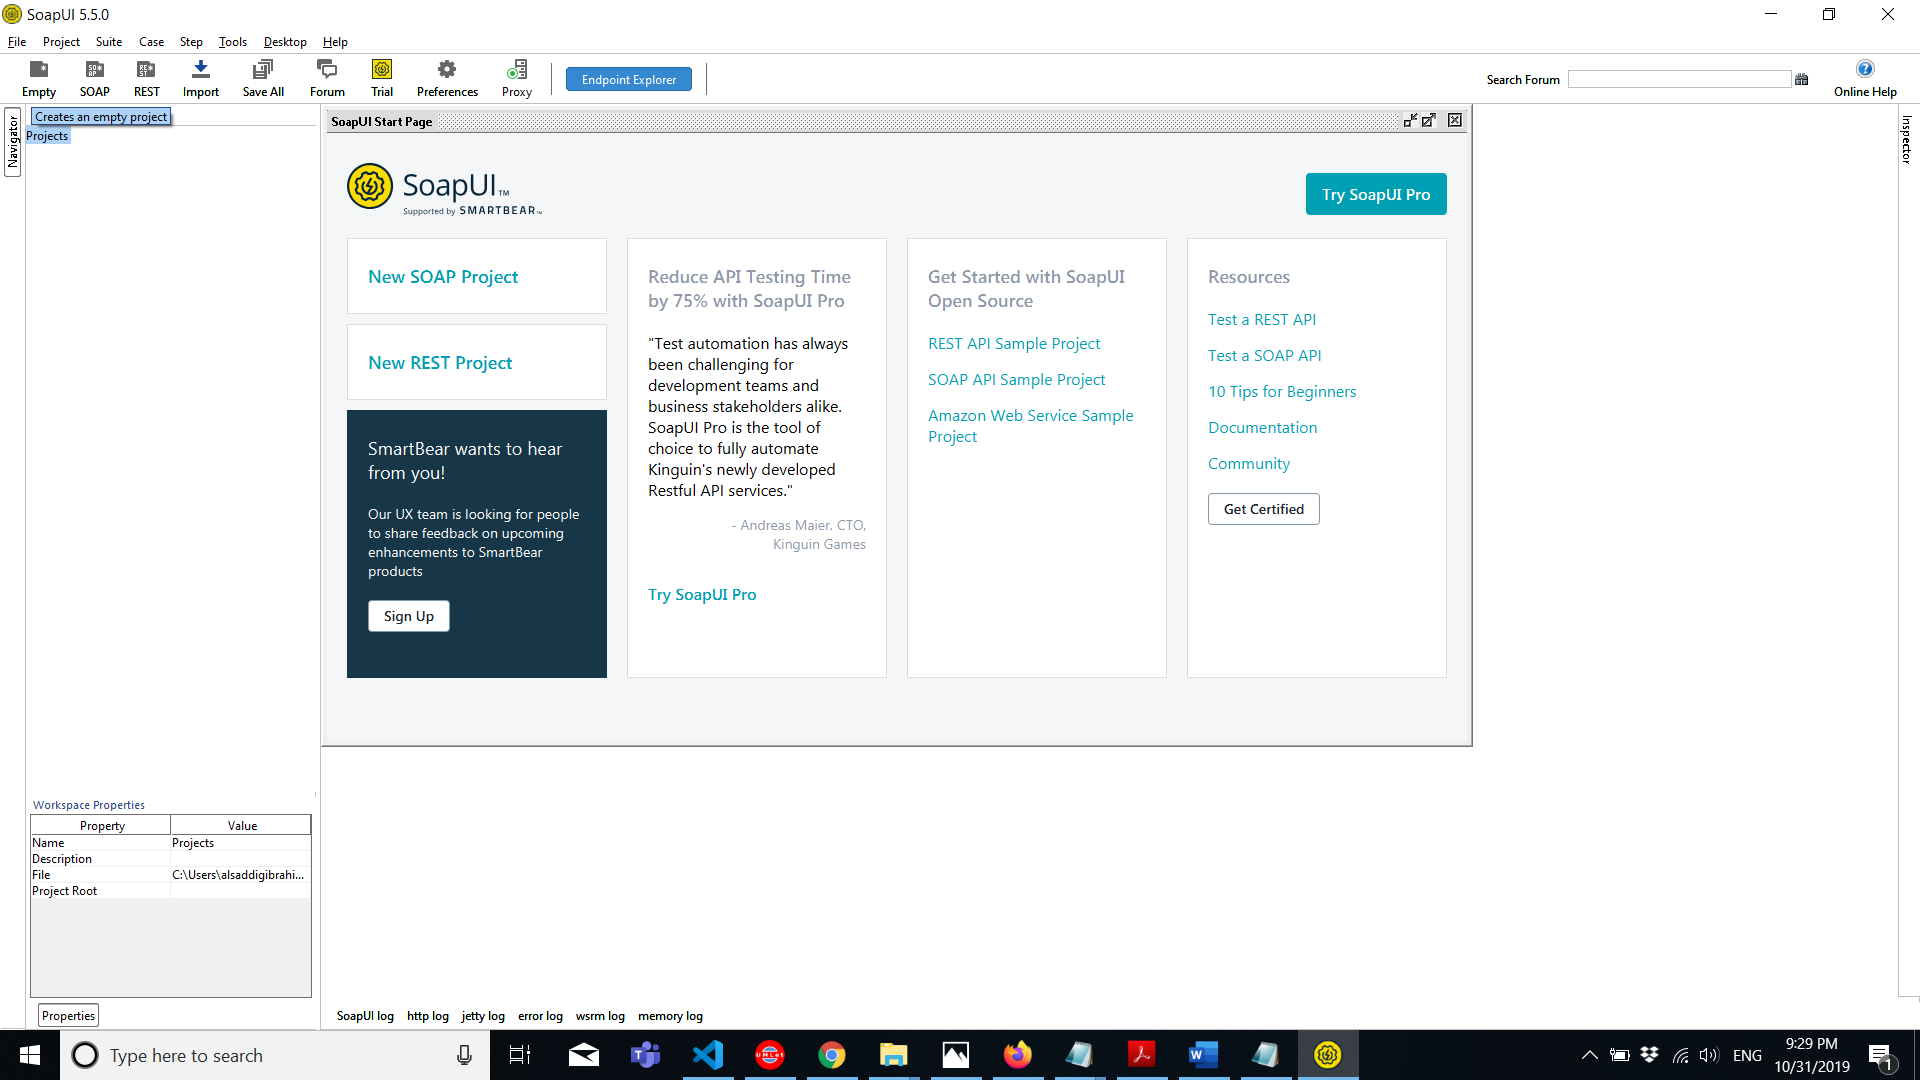 SoapUI 5.5.0
File Project Suite Case Step Tools Desktop Help
Empty SOAP REST Import Save All Forum Trial Preferences Proxy
Endpoint Explorer
Search Forum
Online Help
Creates an empty project
Projects
Navigator
Inspector
SoapUI Start Page
SoapUI™
Supported by SMARTBEAR™
Try SoapUI Pro
New SOAP Project
New REST Project
SmartBear wants to hear
from you!
Our UX team is looking for people
to share feedback on upcoming
enhancements to SmartBear
products
Sign Up
Reduce API Testing Time
by 75% with SoapUI Pro
"Test automation has always
been challenging for
development teams and
business stakeholders alike.
SoapUI Pro is the tool of
choice to fully automate
Kinguin's newly developed
Restful API services."
- Andreas Maier, CTO,
Kinguin Games
Try SoapUI Pro
Get Started with SoapUI
Open Source
REST API Sample Project
SOAP API Sample Project
Amazon Web Service Sample
Project
Resources
Test a REST API
Test a SOAP API
10 Tips for Beginners
Documentation
Community
Get Certified
Workspace Properties
Property Value
Name Projects
Description
File C:\Users\alsaddigibrahi...
Project Root
Properties
SoapUI log http log jetty log error log wsrm log memory log
Type here to search
UMLet
ENG
9:29 PM
10/31/2019
1